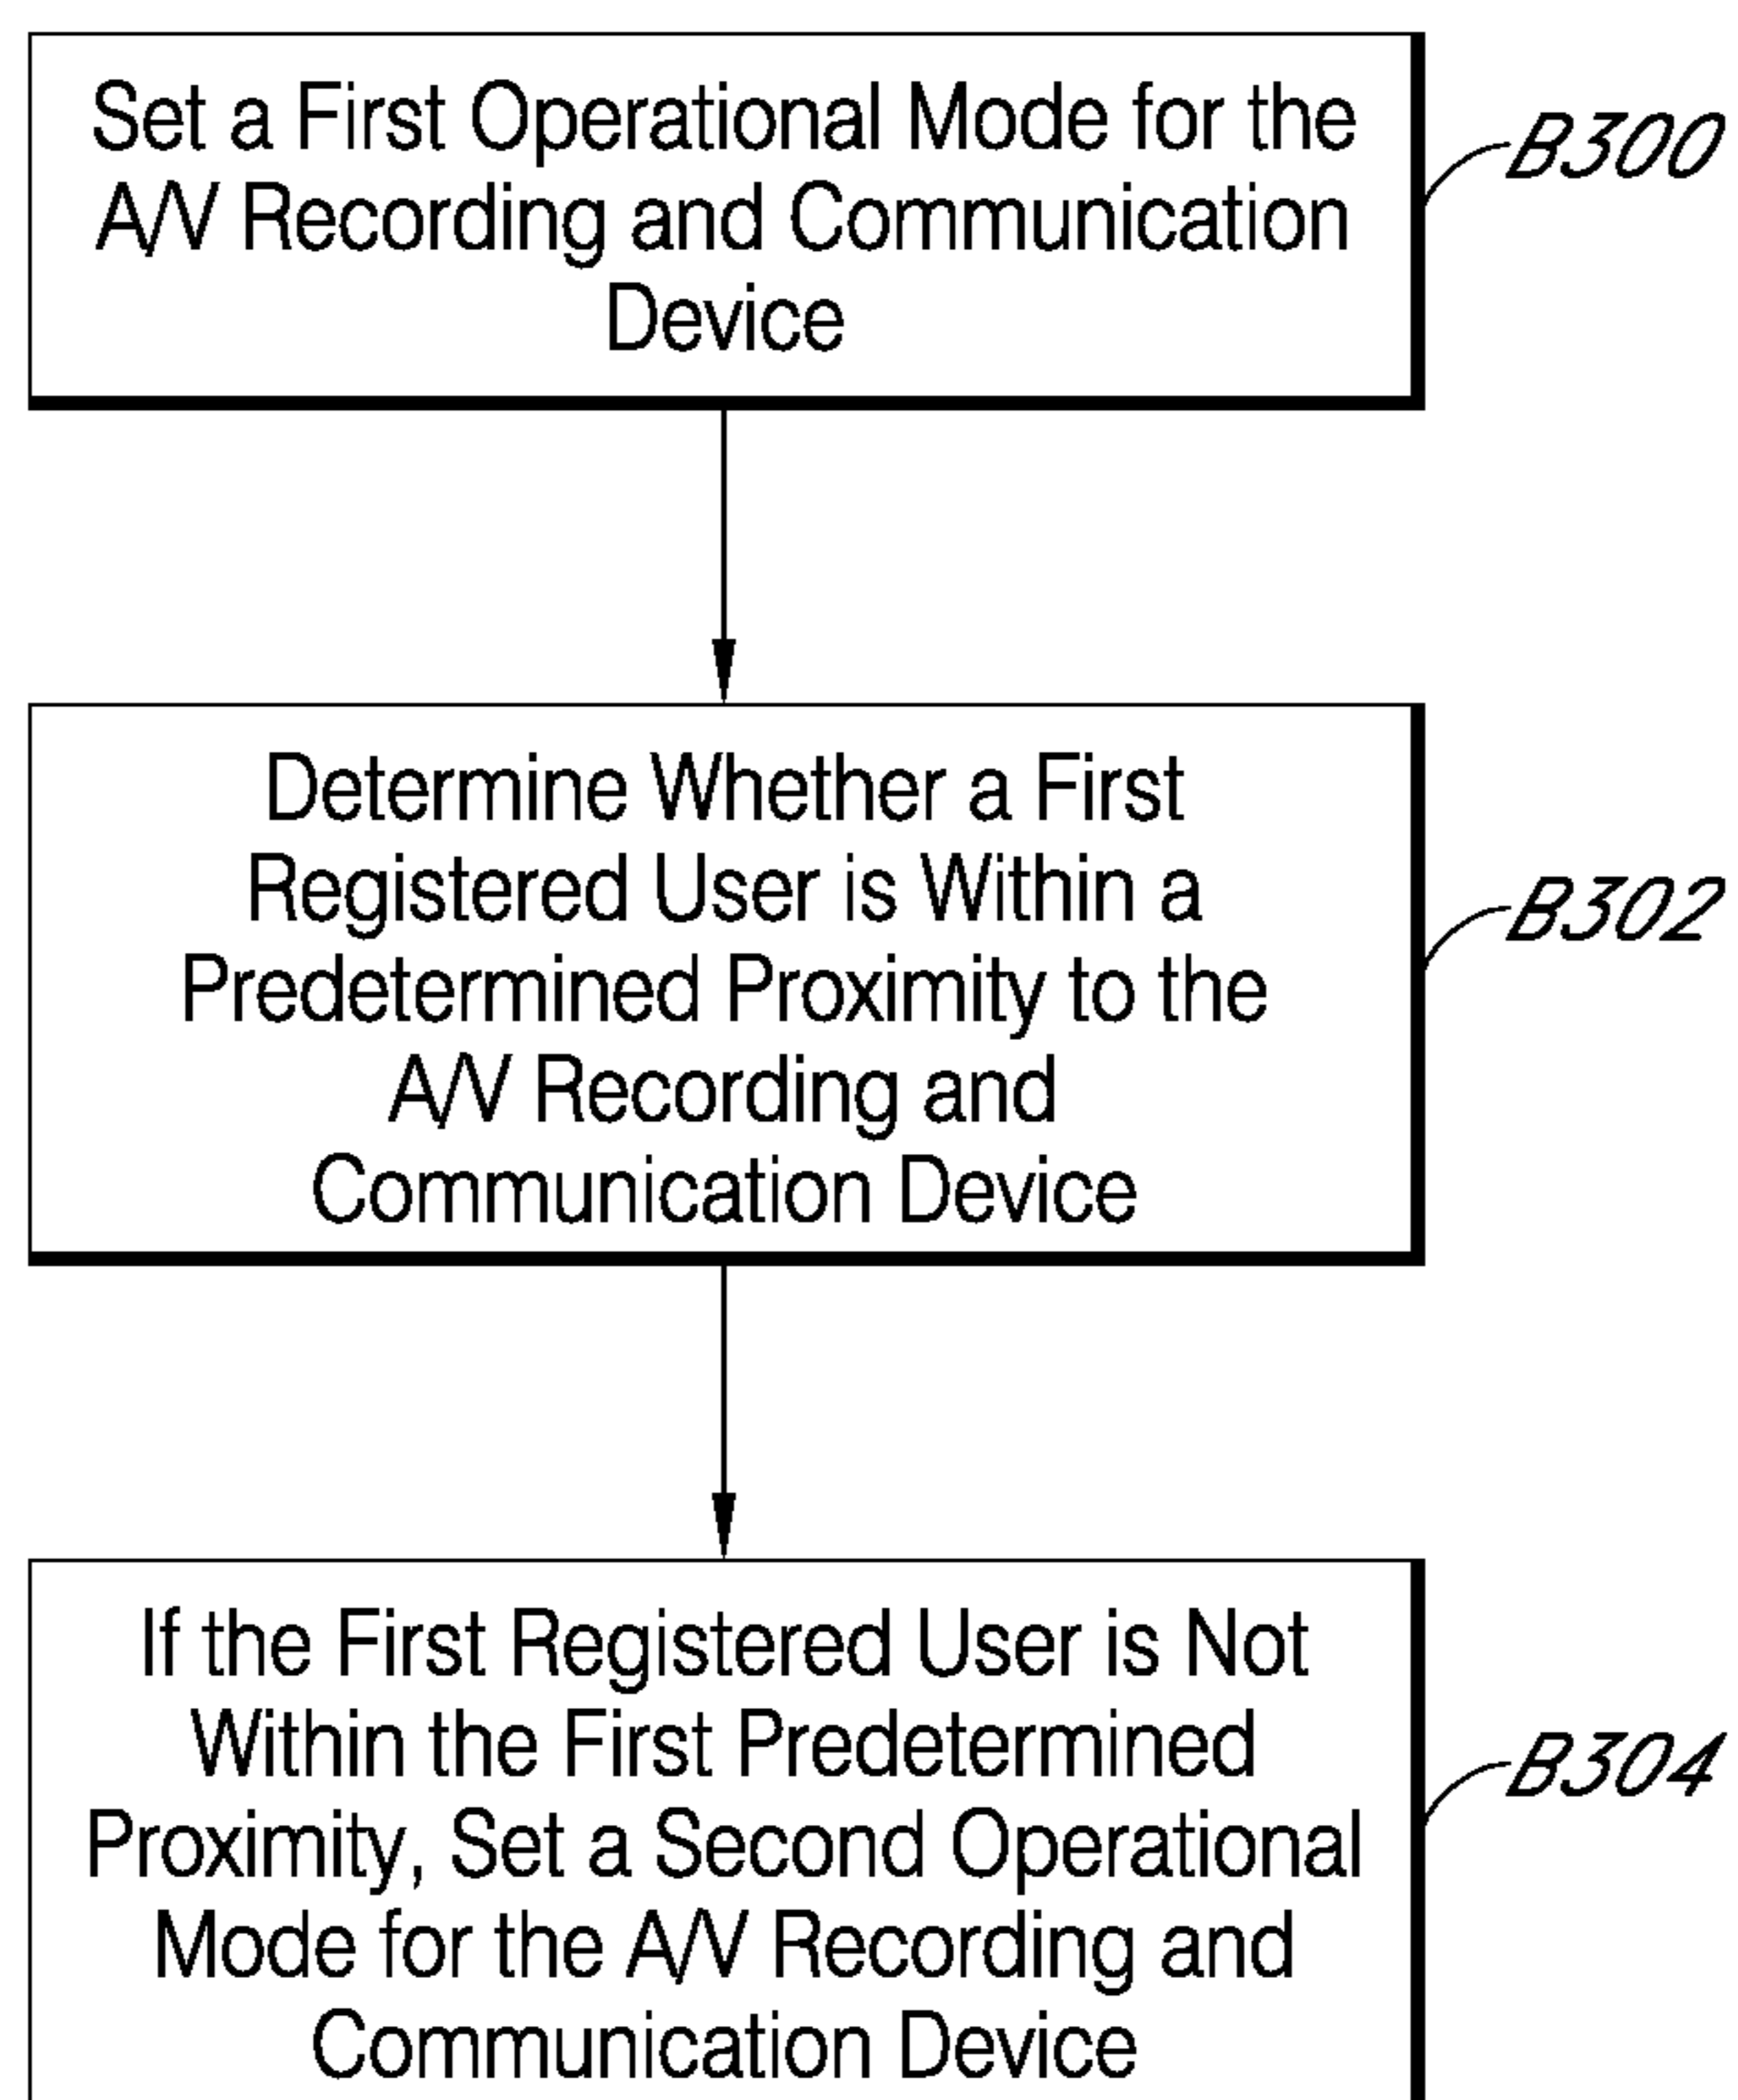 Set a First Operational Mode for the
A/V Recording and Communication
Device
B300
Determine Whether a First
Registered User is Within a
Predetermined Proximity to the
A/V Recording and
Communication Device
B302
If the First Registered User is Not
Within the First Predetermined
Proximity, Set a Second Operational
Mode for the A/V Recording and
Communication Device
B304